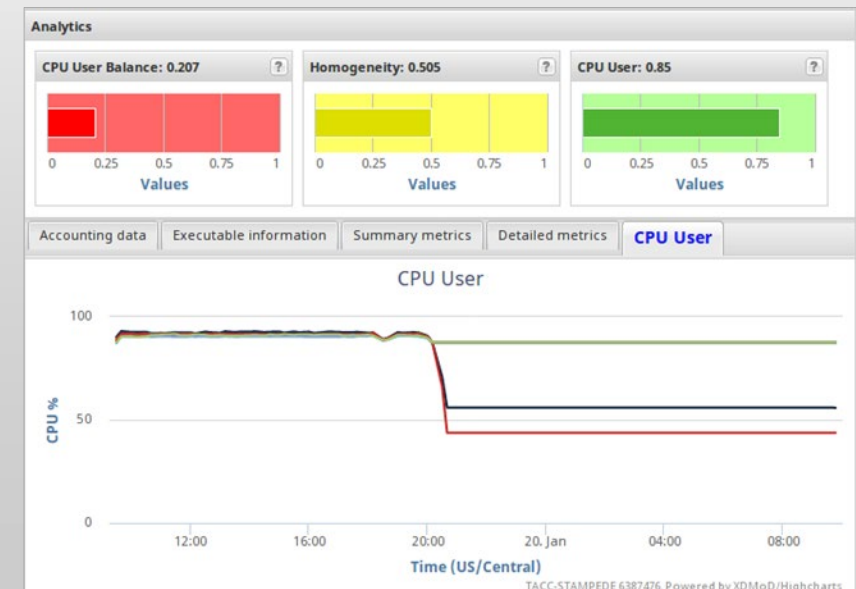 Analytics
CPU User Balance: 0.207 ?
Homogeneity: 0.505 ?
CPU User: 0.85 ?
0 0.25 0.5 0.75 1
Values
0 0.25 0.5 0.75 1
Values
0 0.25 0.5 0.75 1
Values
Accounting data Executable information Summary metrics Detailed metrics CPU User
CPU User
100
50
0
CPU %
12:00 16:00 20:00 20. Jan 04:00 08:00
Time (US/Central)
TACC-STAMPEDE 6387476. Powered by XDMoD/Highcharts